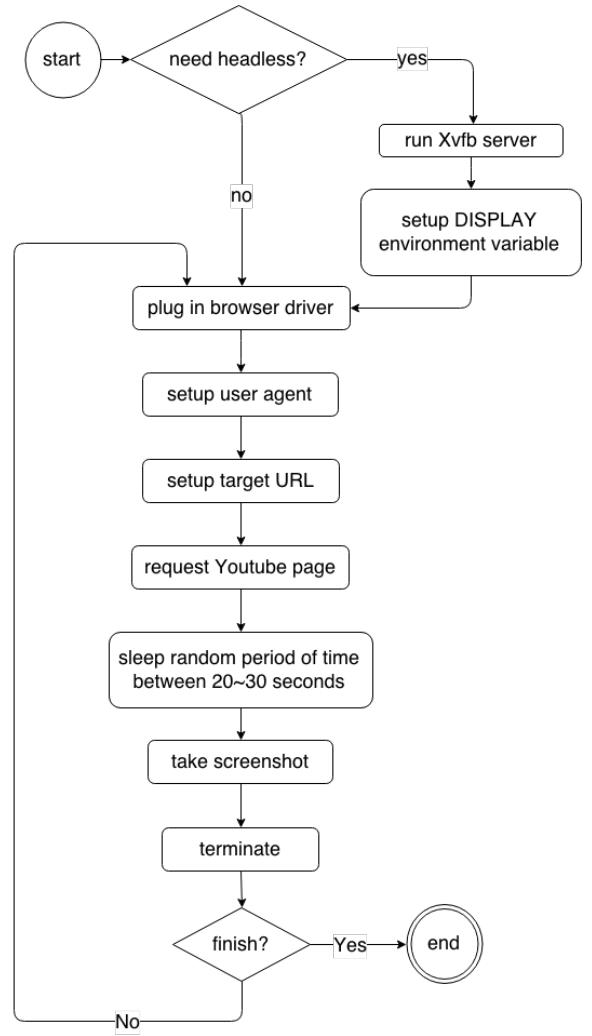 start
need headless?
yes
run Xvfb server
no
setup DISPLAY
environment variable
plug in browser driver
setup user agent
setup target URL
request Youtube page
sleep random period of time
between 20~30 seconds
take screenshot
terminate
finish?
Yes
end
No